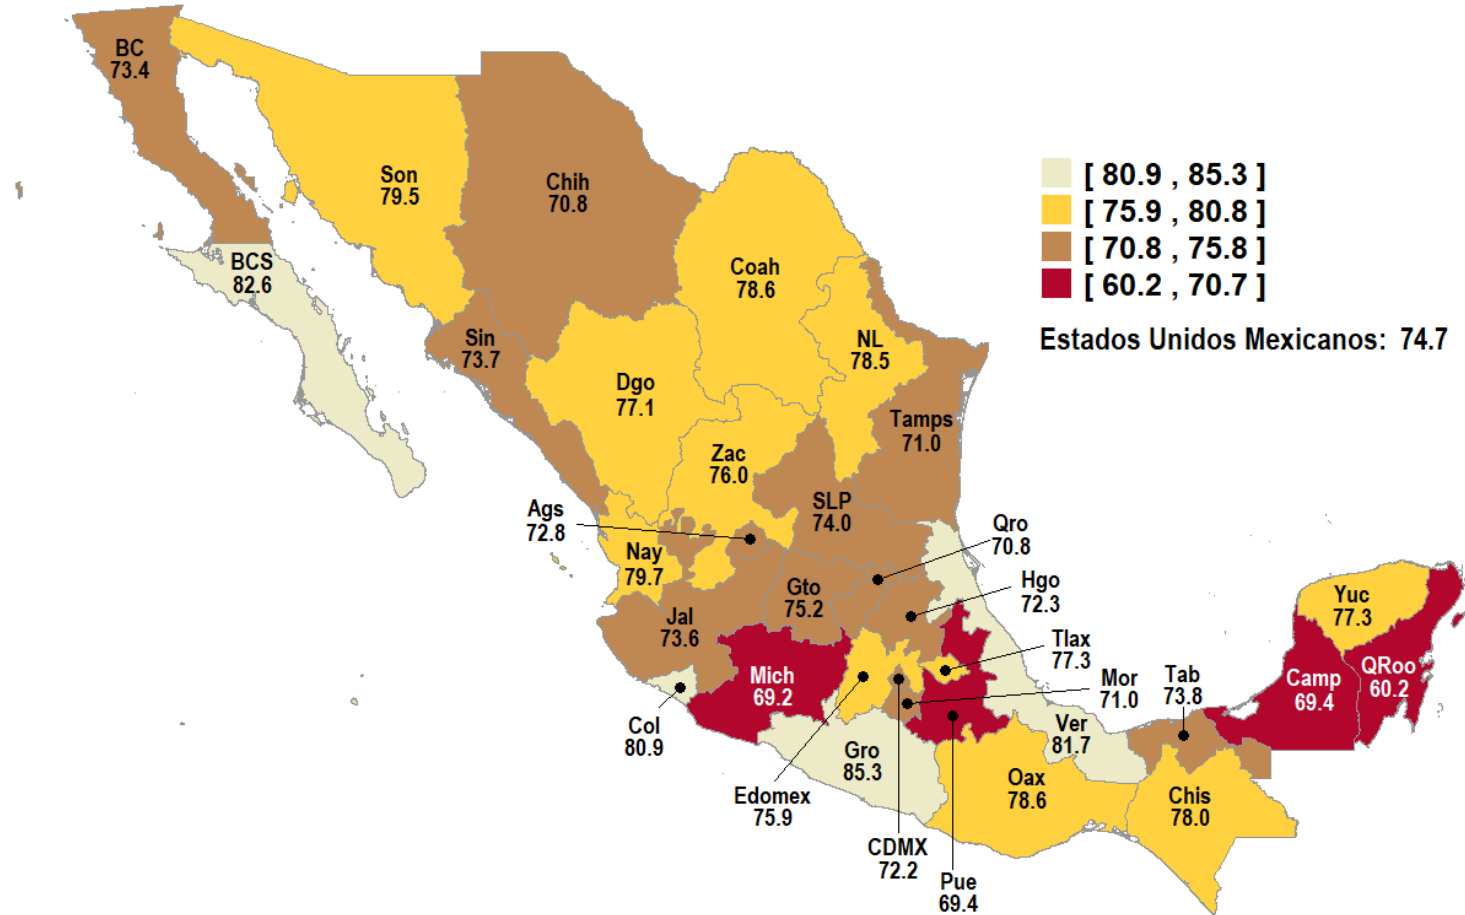 BC
73.4
Son
79.5
Chih
70.8
[ 80.9 , 85.3 ]
[ 75.9 , 80.8 ]
[ 70.8 , 75.8 ]
[ 60.2 , 70.7 ]
Estados Unidos Mexicanos: 74.7
BCS
82.6
Coah
78.6
Sin
73.7
NL
78.5
Dgo
77.1
Tamps
71.0
Zac
76.0
SLP
74.0
Ags
72.8
Qro
70.8
Nay
79.7
Gto
75.2
Hgo
72.3
Yuc
77.3
Jal
73.6
Tlax
77.3
Mich
69.2
Mor
71.0
Tab
73.8
Camp
69.4
QRoo
60.2
Col
80.9
Gro
85.3
Ver
81.7
Edomex
75.9
Oax
78.6
Chis
78.0
CDMX
72.2
Pue
69.4